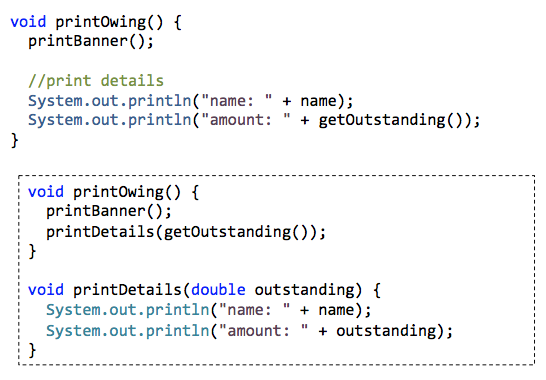 void printOwing() {
  printBanner();

  //print details
  System.out.println("name: " + name);
  System.out.println("amount: " + getOutstanding());
}

void printOwing() {
  printBanner();
  printDetails(getOutstanding());
}

void printDetails(double outstanding) {
  System.out.println("name: " + name);
  System.out.println("amount: " + outstanding);
}